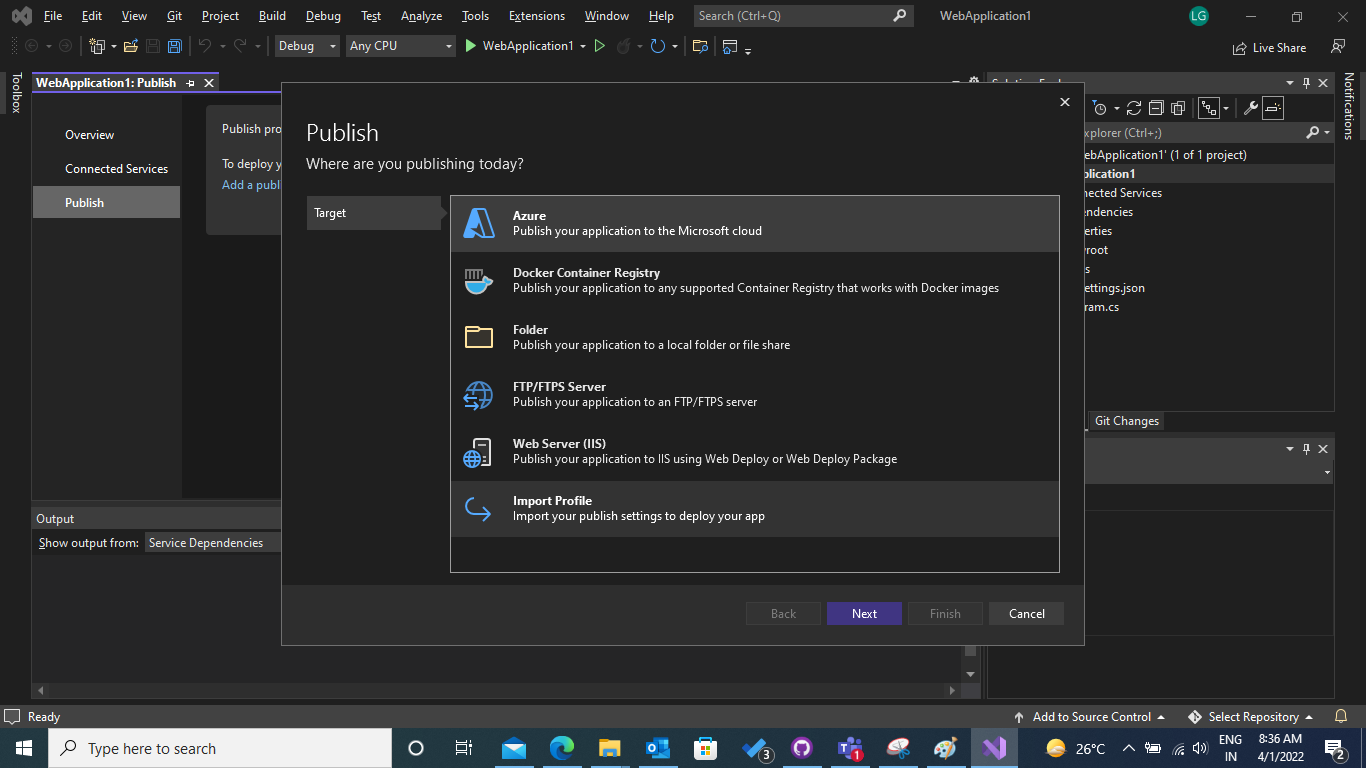 File Edit View Git Project Build Debug Test Analyze Tools Extensions Window Help Search (Ctrl+Q) WebApplication1 LG
Debug Any CPU WebApplication1 Live Share
Toolbox
WebApplication1: Publish
Notifications
Overview
Connected Services
Publish
Publish pro
To deploy y
Add a publ
Publish
Where are you publishing today?
Target
Azure
Publish your application to the Microsoft cloud
Docker Container Registry
Publish your application to any supported Container Registry that works with Docker images
Folder
Publish your application to a local folder or file share
FTP/FTPS Server
Publish your application to an FTP/FTPS server
Web Server (IIS)
Publish your application to IIS using Web Deploy or Web Deploy Package
Import Profile
Import your publish settings to deploy your app
Back Next Finish Cancel
xplorer (Ctrl+;)
ebApplication1' (1 of 1 project)
plication1
nected Services
endencies
erties
root
s
ettings.json
ram.cs
Git Changes
Output
Show output from: Service Dependencies
Ready Add to Source Control Select Repository
Type here to search 3 1 26°C ENG 8:36 AM
IN 4/1/2022 2